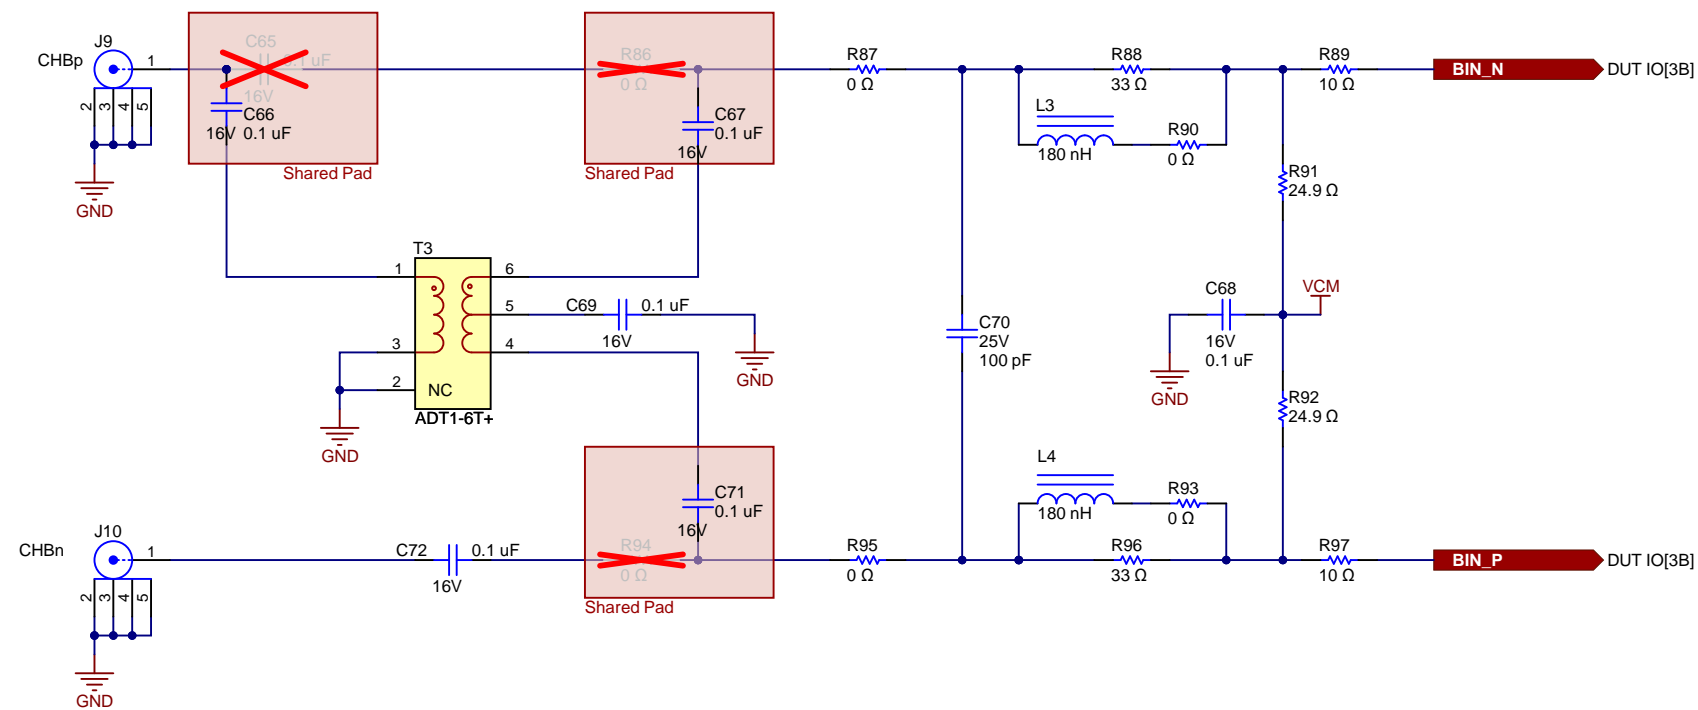 CHBp
J9
1
2
3
4
5
GND
C65
0.1 uF
16V
C66
16V 0.1 uF
Shared Pad
R86
0 Ω
C67
0.1 uF
16V
Shared Pad
R87
0 Ω
R88
33 Ω
L3
180 nH
R90
0 Ω
R89
10 Ω
BIN_N
DUT IO[3B]
R91
24.9 Ω
T3
1
3
2
NC
6
5
4
ADT1-6T+
GND
C69
0.1 uF
16V
GND
C70
25V
100 pF
C68
16V
0.1 uF
GND
VCM
R92
24.9 Ω
CHBn
J10
1
2
3
4
5
GND
C72
0.1 uF
16V
C71
0.1 uF
16V
R94
0 Ω
Shared Pad
R95
0 Ω
L4
180 nH
R93
0 Ω
R96
33 Ω
R97
10 Ω
BIN_P
DUT IO[3B]